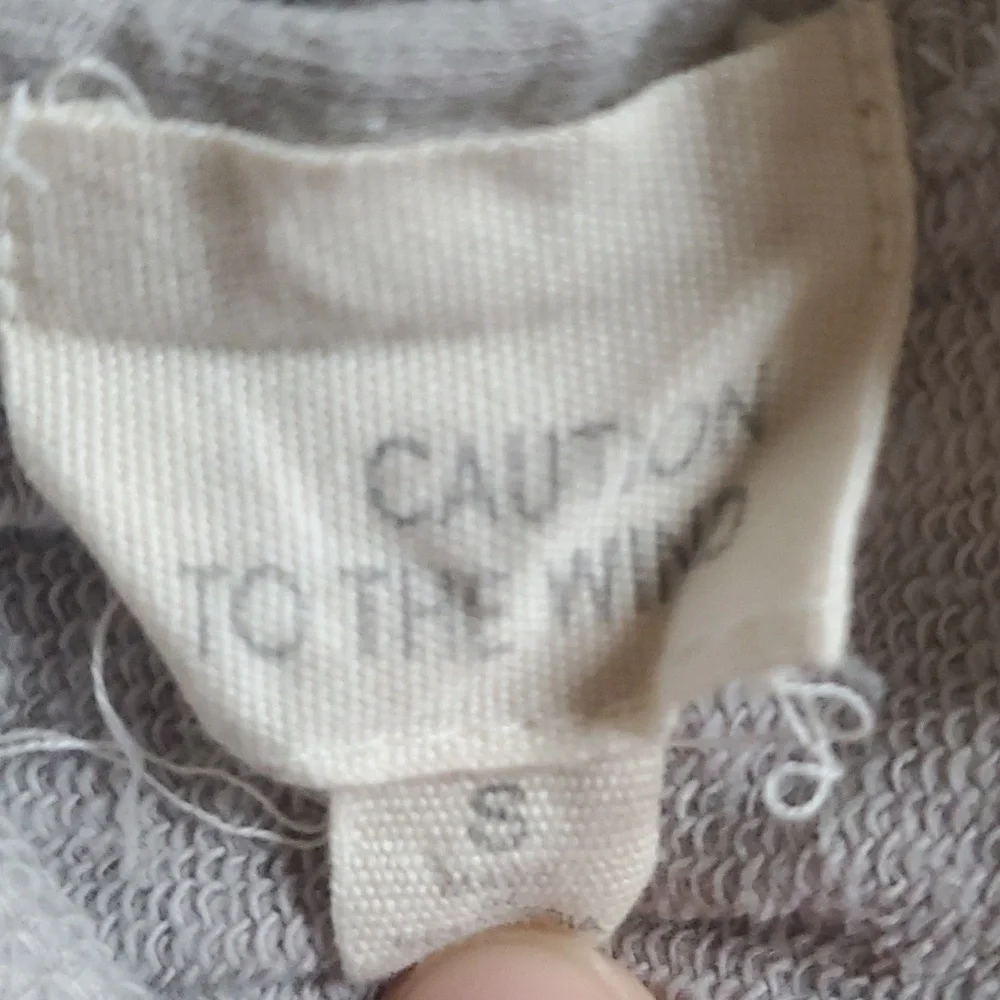 CAUTION
TO THE WIND
S